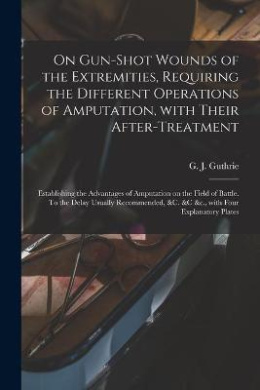 On Gun-Shot Wounds of the Extremities, Requiring the Different Operations of Amputation, with Their After-Treatment
G. J. Guthrie
Establishing the Advantages of Amputation on the Field of Battle, To the Delay Usually Recommended, &C. &C &c., with Four Explanatory Plates